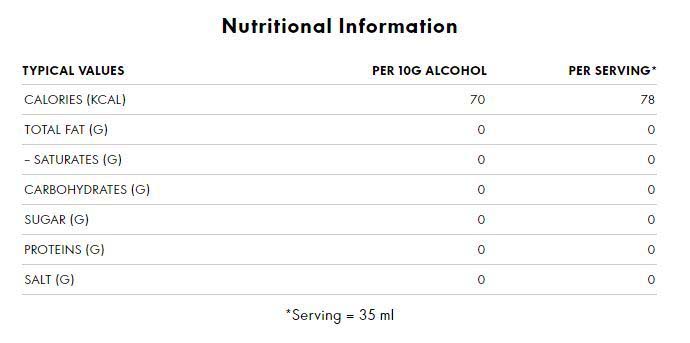 Nutritional Information
TYPICAL VALUES PER 10G ALCOHOL PER SERVING*
CALORIES (KCAL) 70 78
TOTAL FAT (G) 0 0
– SATURATES (G) 0 0
CARBOHYDRATES (G) 0 0
SUGAR (G) 0 0
PROTEINS (G) 0 0
SALT (G) 0 0
*Serving = 35 ml